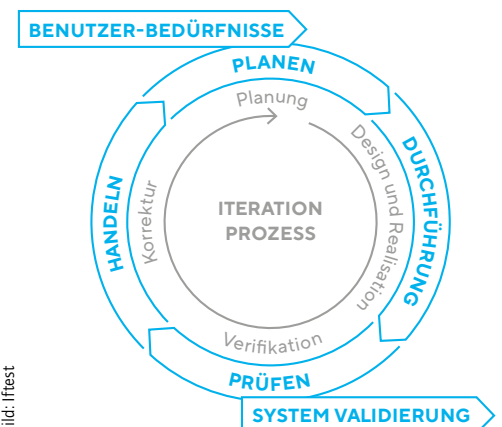 BENUTZER-BEDÜRFNISSE
PLANEN
Planung
DURCHFÜHRUNG
Design und Realisation
HANDELN
Korrektur
ITERATION
PROZESS
Verifikation
PRÜFEN
SYSTEM VALIDIERUNG
ild: Iftest